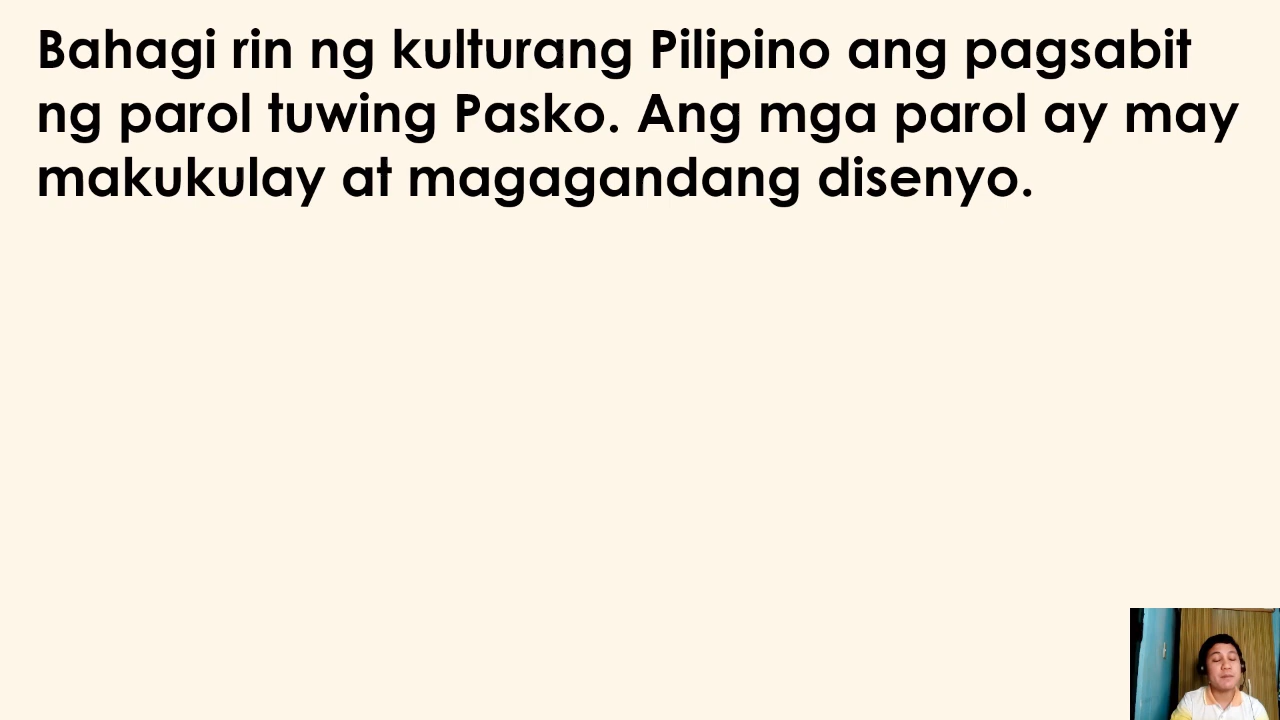 Bahagi rin ng kulturang Pilipino ang pagsabit
ng parol tuwing Pasko. Ang mga parol ay may
makukulay at magagandang disenyo.